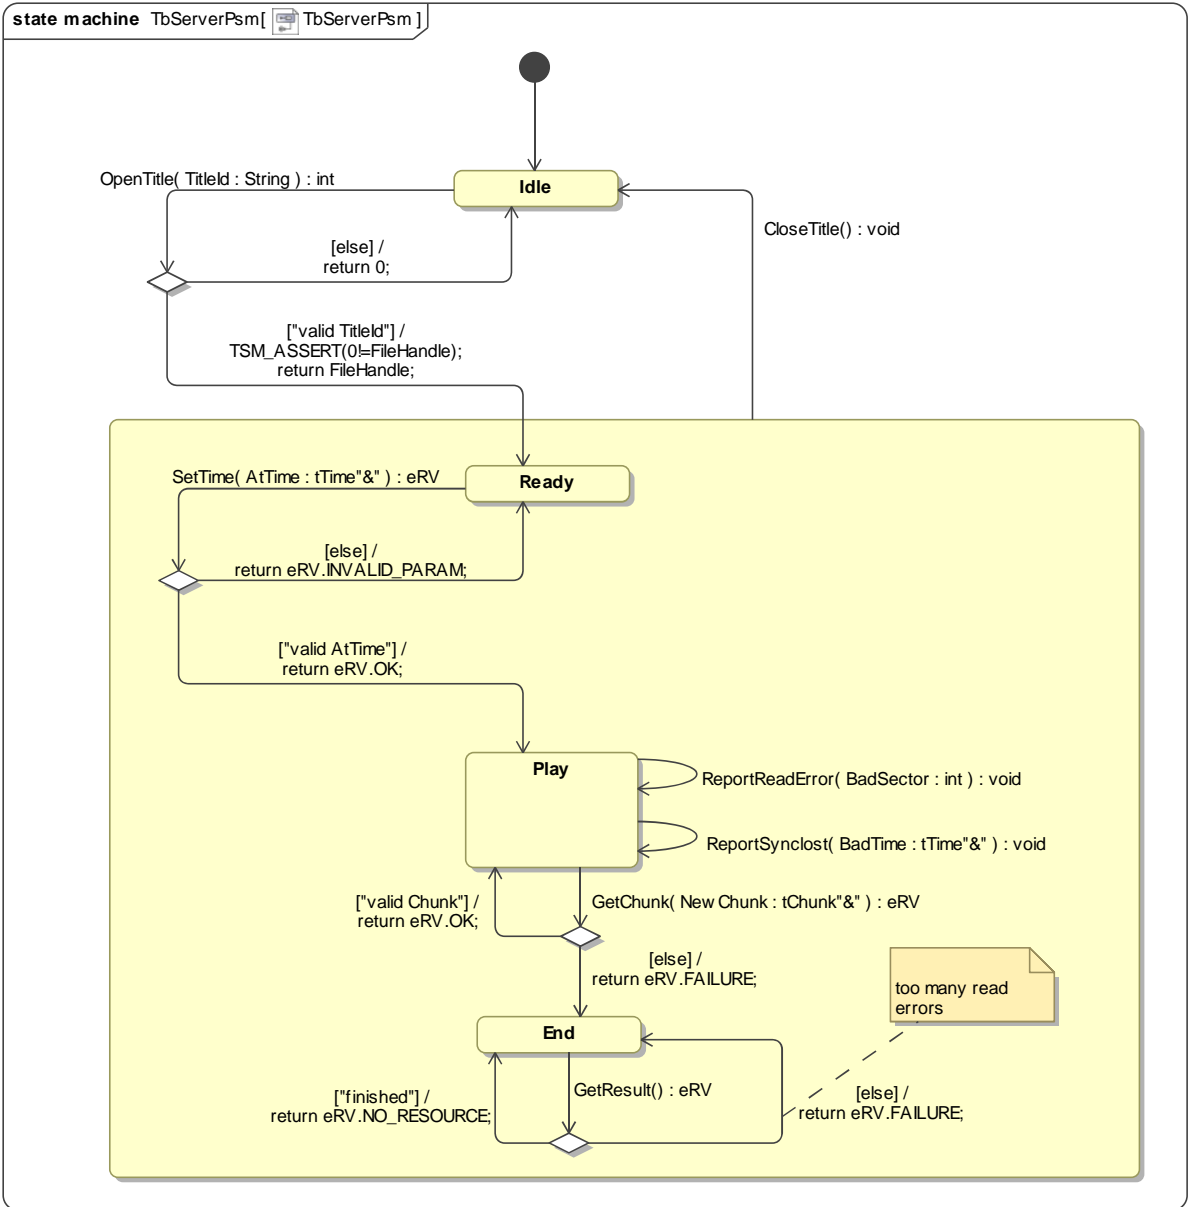 state machine TbServerPsm[ TbServerPsm ]
OpenTitle( TitleId : String ) : int
Idle
CloseTitle() : void
[else] /
return 0;
["valid TitleId"] /
TSM_ASSERT(0!=FileHandle);
return FileHandle;
SetTime( AtTime : tTime"&" ) : eRV
Ready
[else] /
return eRV.INVALID_PARAM;
["valid AtTime"] /
return eRV.OK;
Play
ReportReadError( BadSector : int ) : void
ReportSynclost( BadTime : tTime"&" ) : void
["valid Chunk"] /
return eRV.OK;
GetChunk( New Chunk : tChunk"&" ) : eRV
[else] /
return eRV.FAILURE;
too many read
errors
End
GetResult() : eRV
["finished"] /
return eRV.NO_RESOURCE;
[else] /
return eRV.FAILURE;